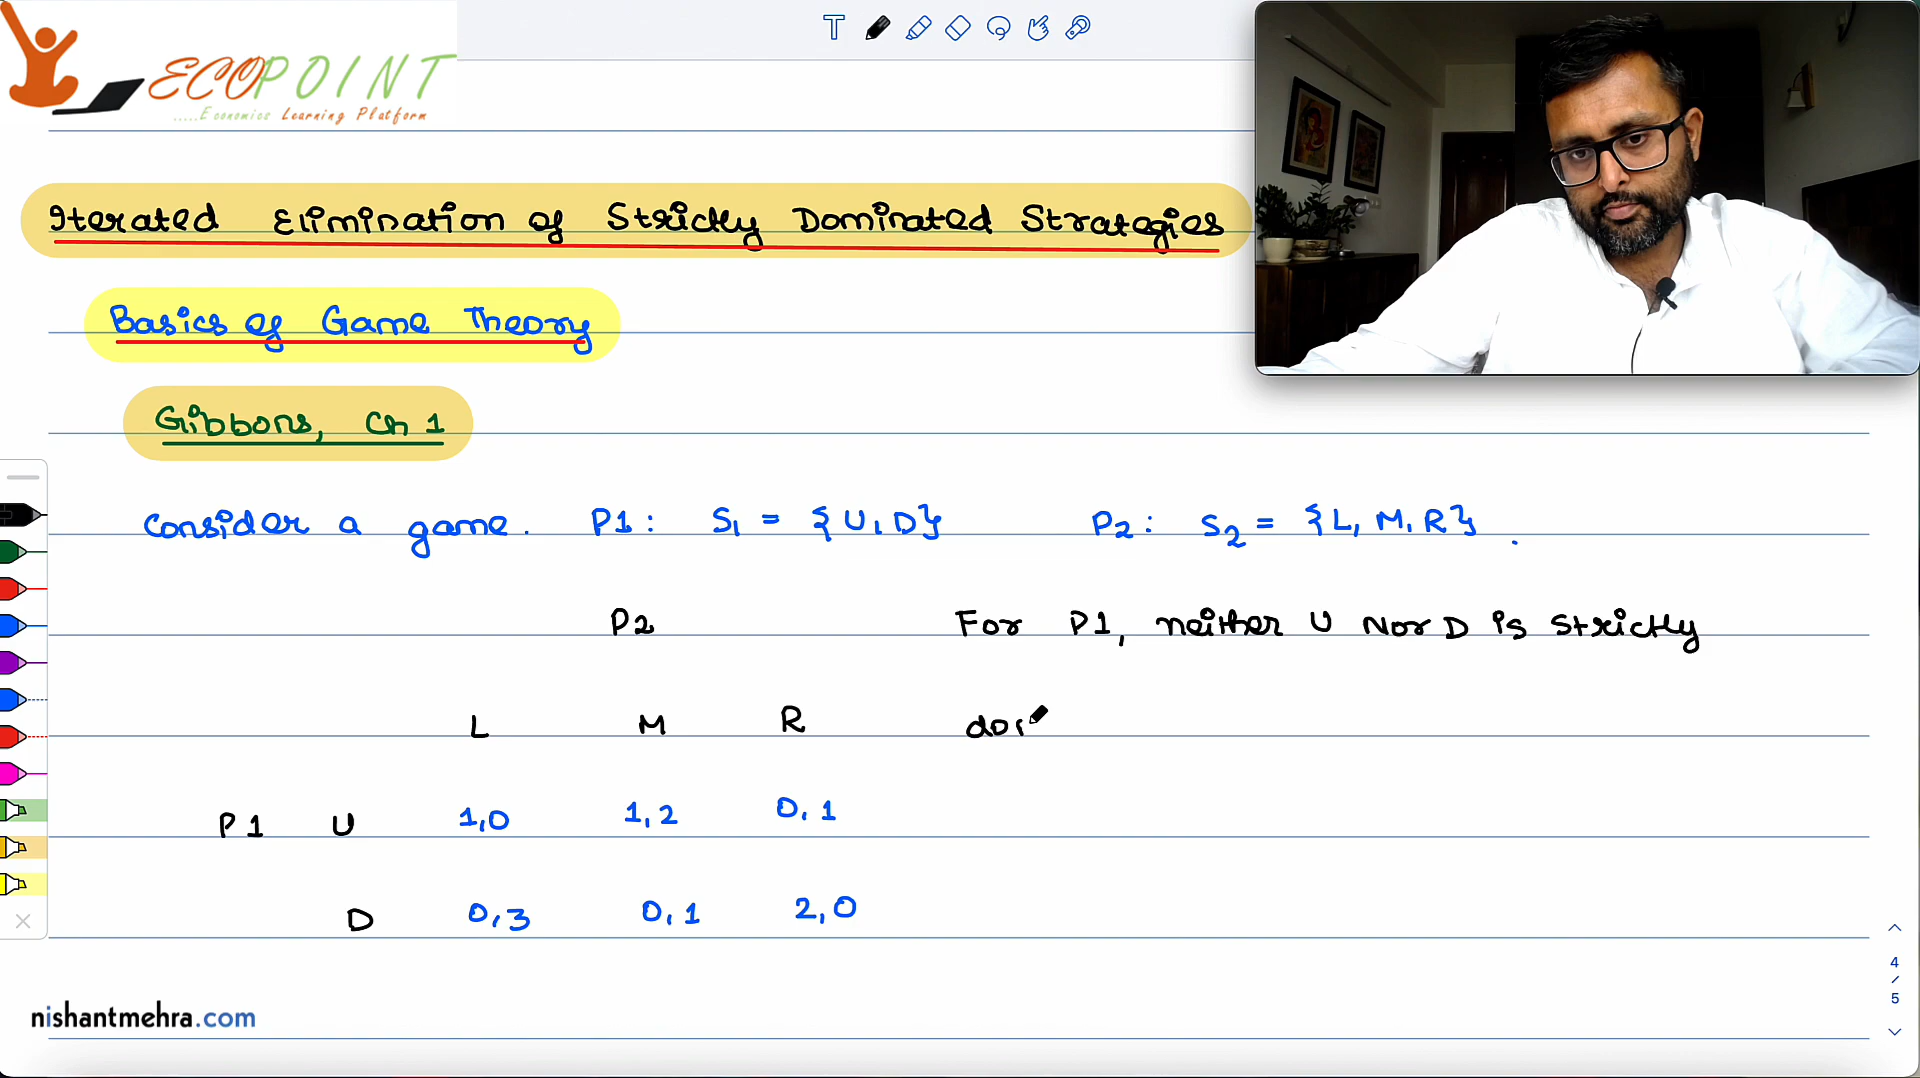 ECOPOINT
.....Economics Learning Platform
Iterated Elimination of Strictly Dominated Strategies
Basics of Game Theory
Gibbons, Ch 1
Consider a game. P1: S₁ = {U, D} P2: S₂ = {L, M, R}.
P2 For P1, neither U Nor D is strictly
L M R dor
P1 U 1,0 1,2 0,1
D 0,3 0,1 2,0
nishantmehra.com
4
/
5